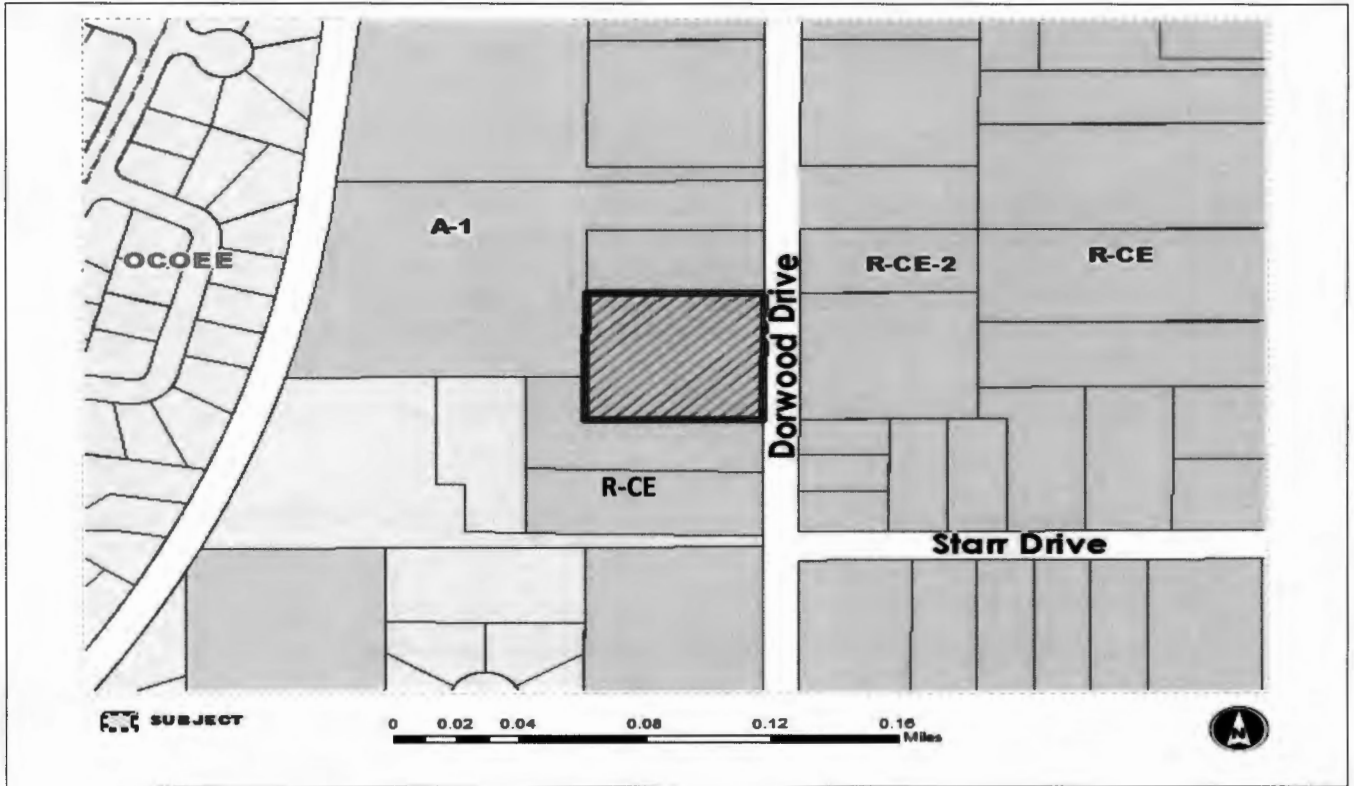 A-1
OCOEE
R-CE-2
R-CE
Dorwood Drive
R-CE
Starr Drive
SUBJECT
0 0.02 0.04 0.08 0.12 0.16
Miles
N